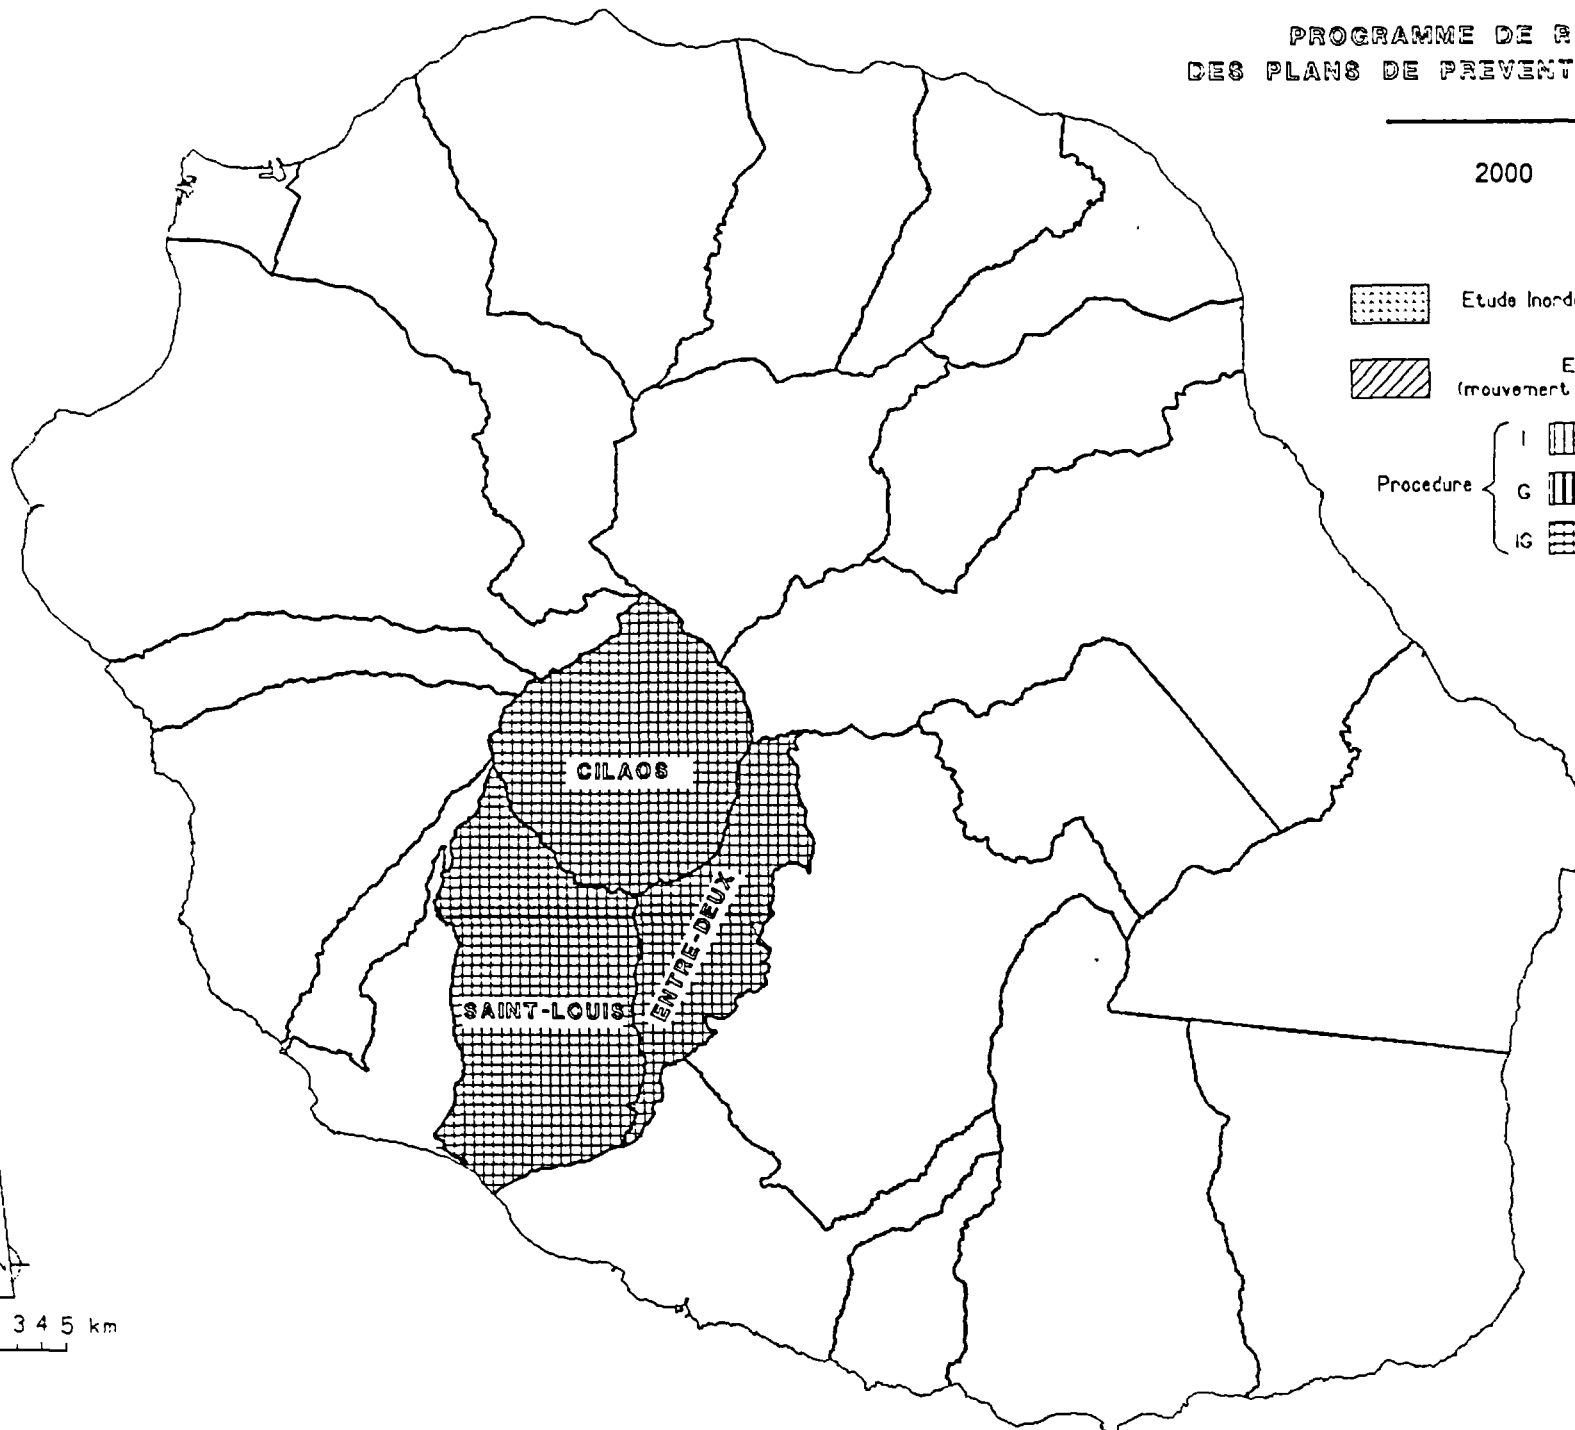 PROGRAMME DE R
DES PLANS DE PREVENT
2000
Etude Inond
E
(mouvement
Procedure
I
G
IG
CILAOS
ENTRE-DEUX
SAINT-LOUIS
3 4 5 km